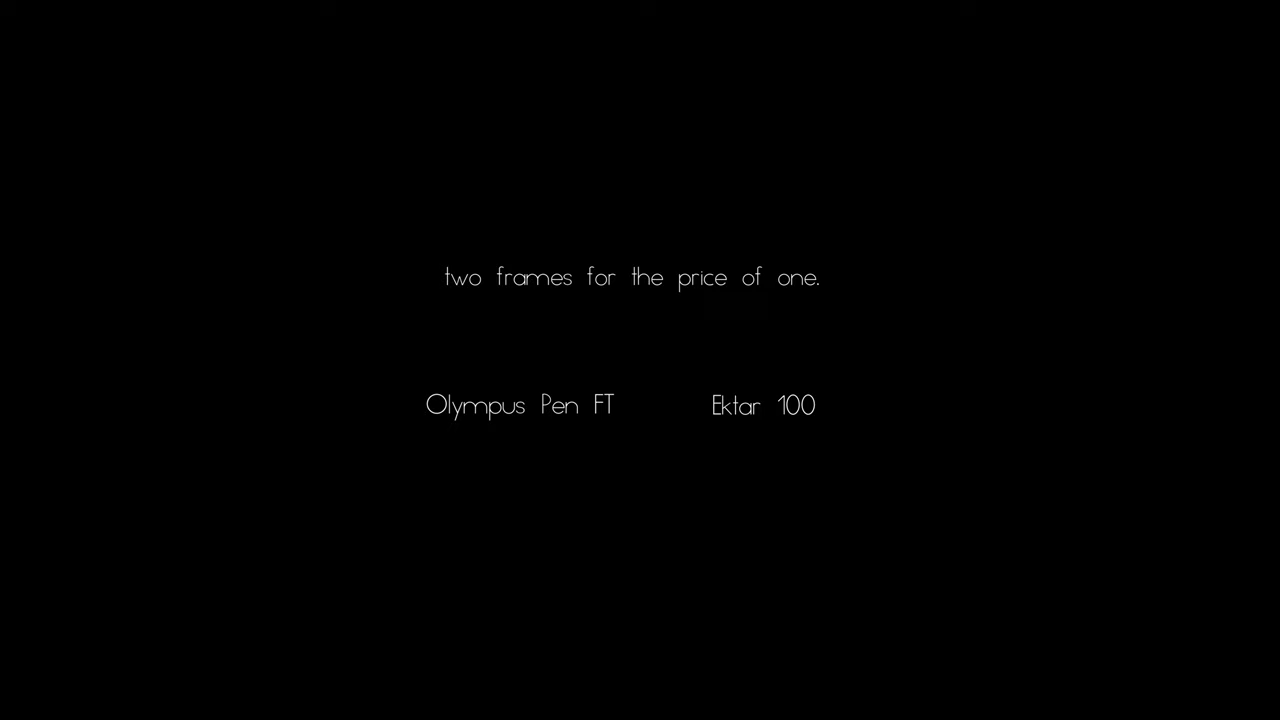 two frames for the price of one.
Olympus Pen FT Ektar 100